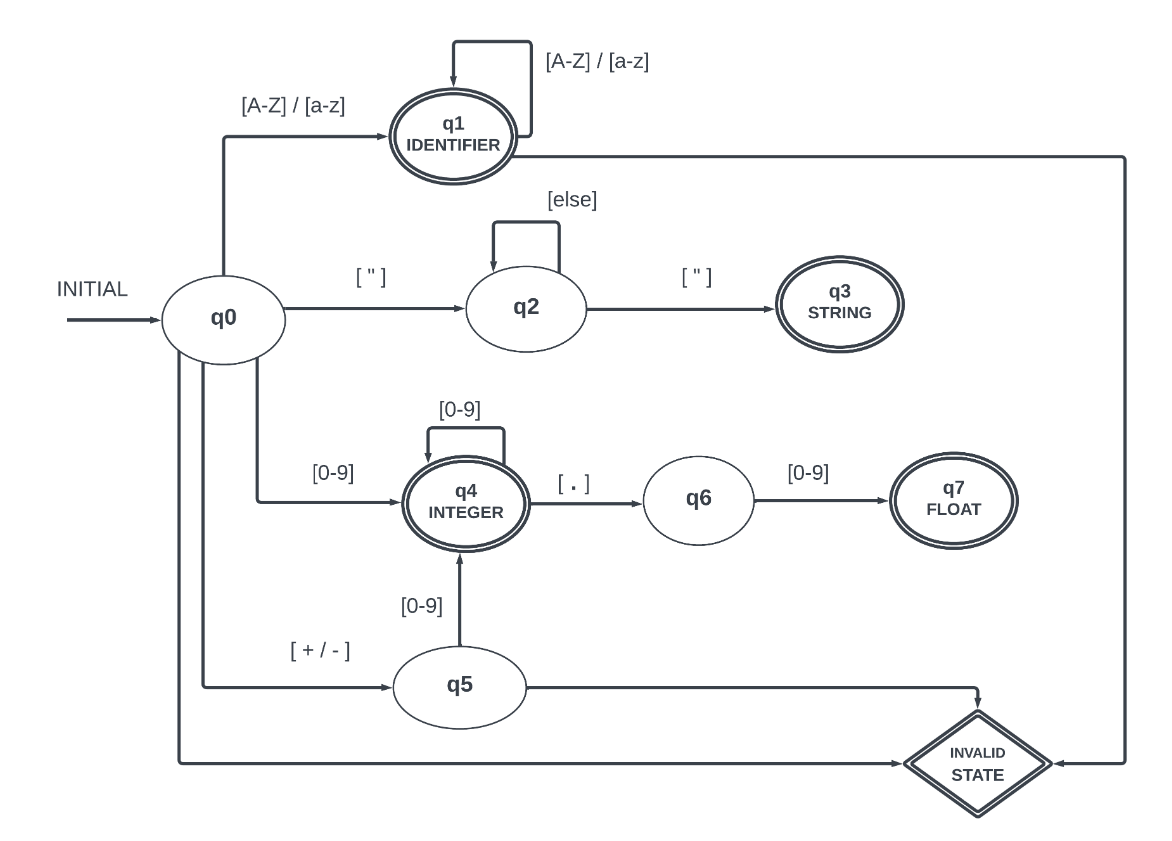 [A-Z] / [a-z]
[A-Z] / [a-z]
q1
IDENTIFIER
[else]
INITIAL
q0
[ " ]
q2
[ " ]
q3
STRING
[0-9]
[0-9]
q4
INTEGER
[ . ]
q6
[0-9]
q7
FLOAT
[0-9]
[ + / - ]
q5
INVALID
STATE